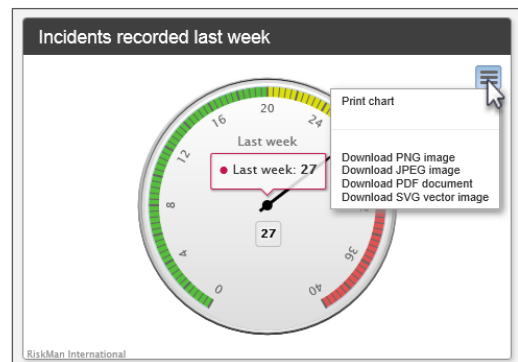 Incidents recorded last week
Print chart
Download PNG image
Download JPEG image
Download PDF document
Download SVG vector image
Last week
Last week: 27
27
0
4
8
12
16
20
24
36
40
RiskMan International